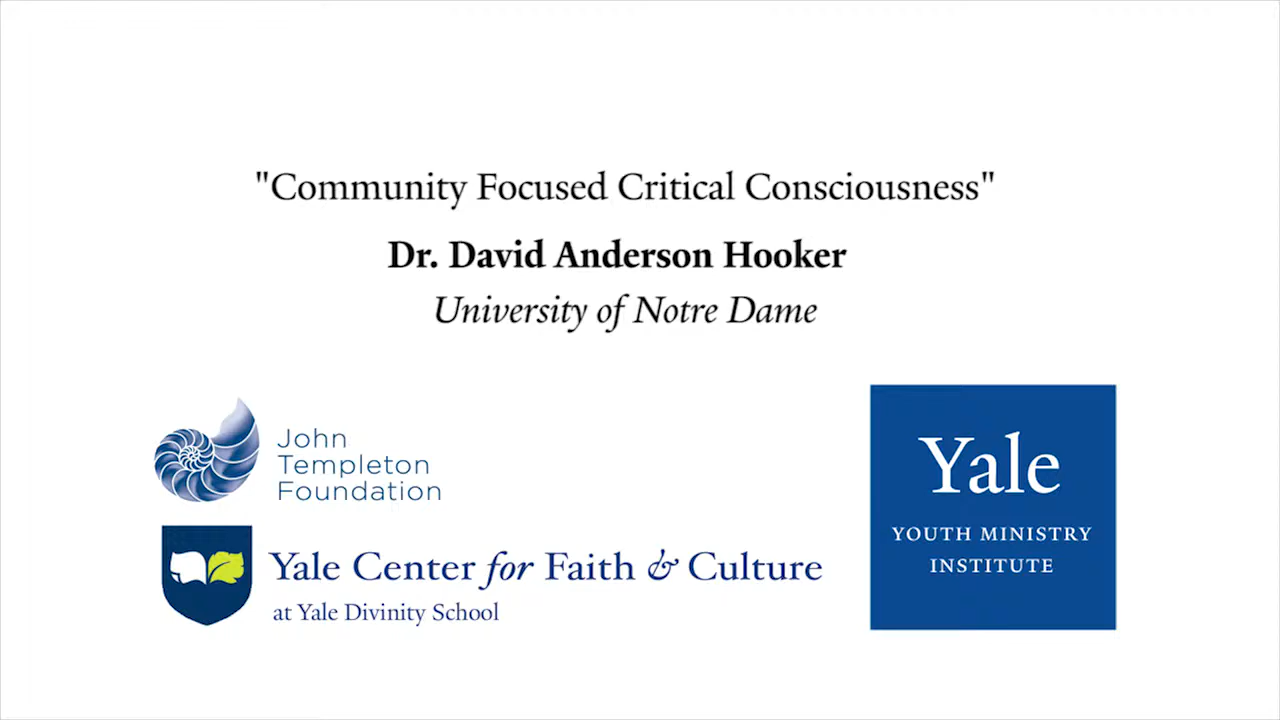 "Community Focused Critical Consciousness"
Dr. David Anderson Hooker
University of Notre Dame
John
Templeton
Foundation
Yale Center for Faith & Culture
at Yale Divinity School
Yale
YOUTH MINISTRY
INSTITUTE